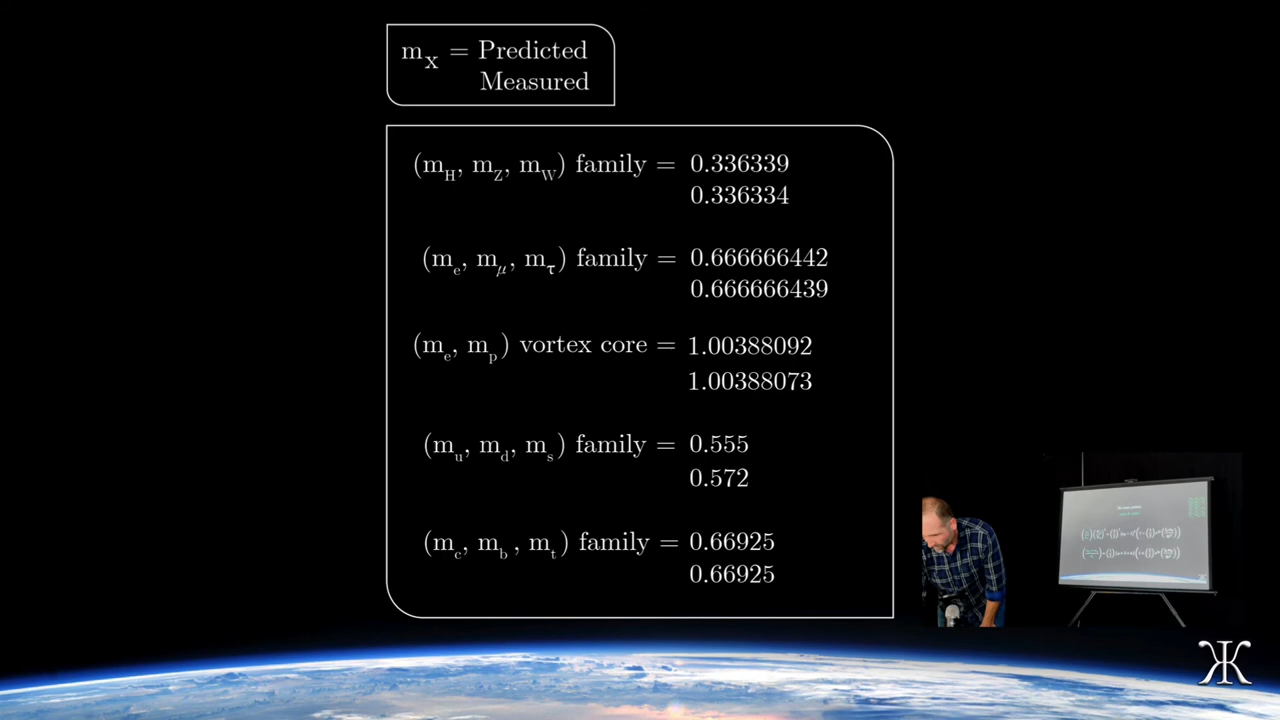 mₓ = Predicted
Measured
(m_H, m_Z, m_W) family = 0.336339
0.336334
(m_e, m_μ, m_τ) family = 0.666666442
0.666666439
(m_e, m_p) vortex core = 1.00388092
1.00388073
(m_u, m_d, m_s) family = 0.555
0.572
(m_c, m_b, m_t) family = 0.66925
0.66925